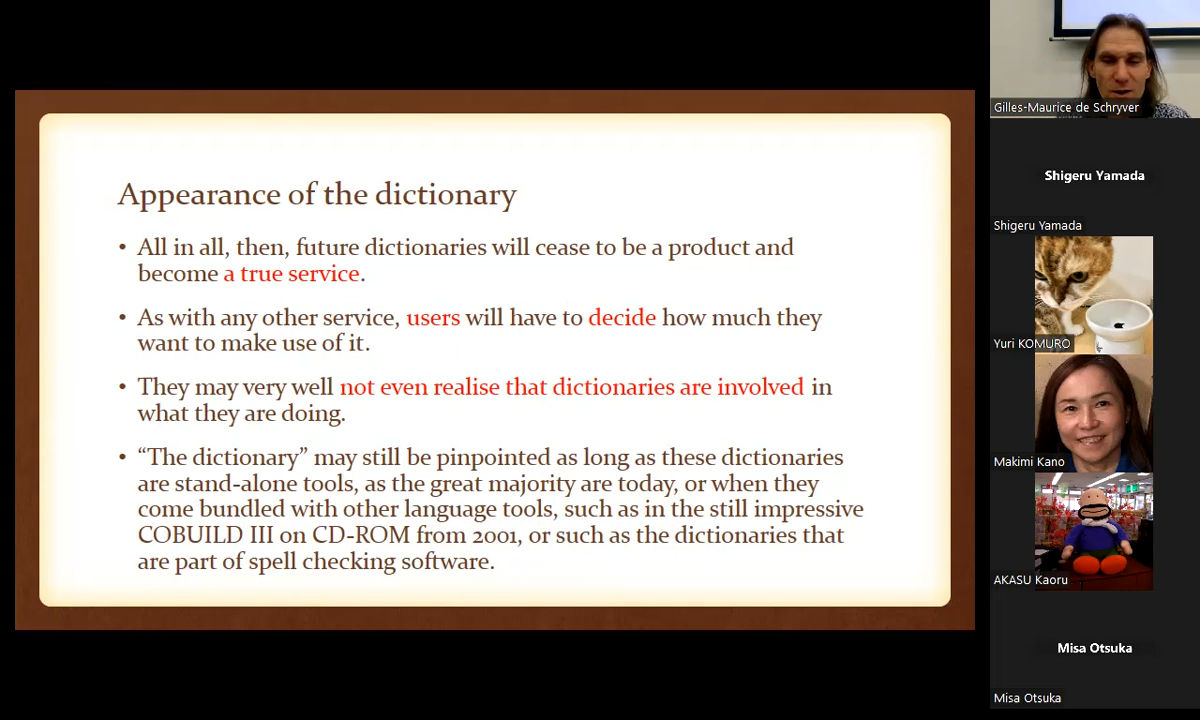 Appearance of the dictionary
• All in all, then, future dictionaries will cease to be a product and
become a true service.
• As with any other service, users will have to decide how much they
want to make use of it.
• They may very well not even realise that dictionaries are involved in
what they are doing.
• “The dictionary” may still be pinpointed as long as these dictionaries
are stand-alone tools, as the great majority are today, or when they
come bundled with other language tools, such as in the still impressive
COBUILD III on CD-ROM from 2001, or such as the dictionaries that
are part of spell checking software.
Gilles-Maurice de Schryver
Shigeru Yamada
Shigeru Yamada
Yuri KOMURO
Makimi Kano
AKASU Kaoru
Misa Otsuka
Misa Otsuka